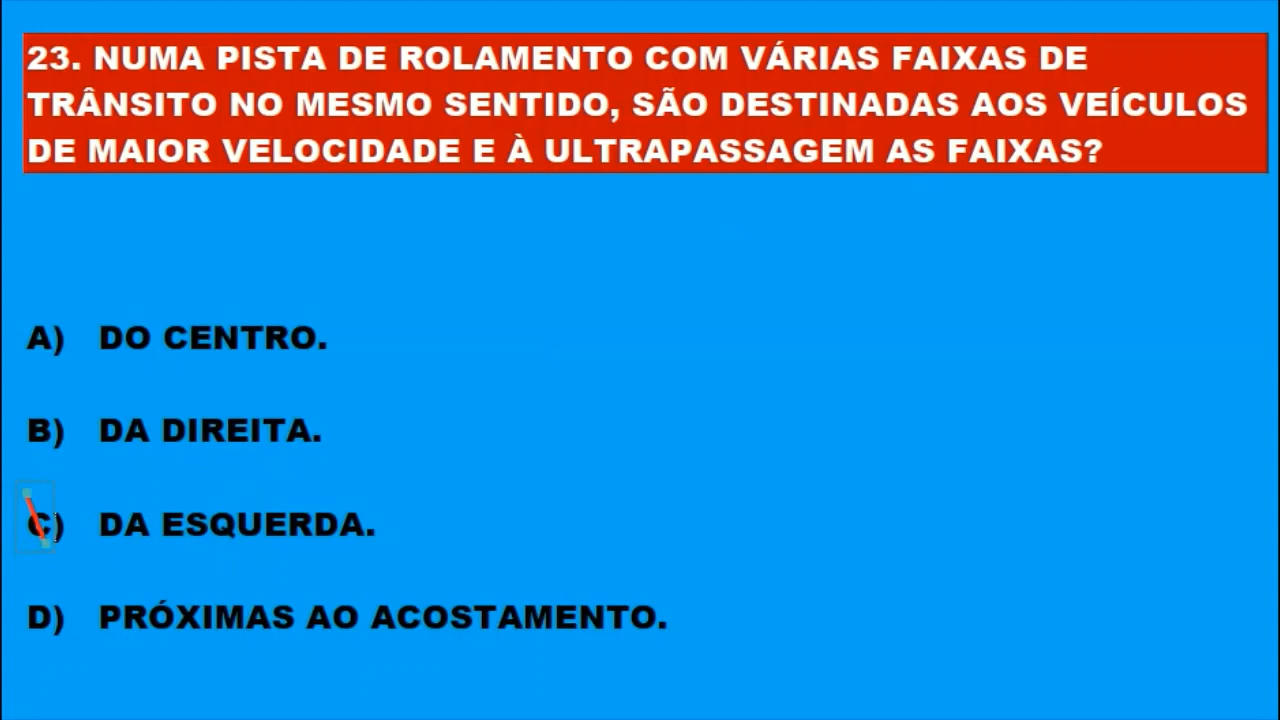 23. NUMA PISTA DE ROLAMENTO COM VÁRIAS FAIXAS DE
TRÂNSITO NO MESMO SENTIDO, SÃO DESTINADAS AOS VEÍCULOS
DE MAIOR VELOCIDADE E À ULTRAPASSAGEM AS FAIXAS?
A) DO CENTRO.
B) DA DIREITA.
C) DA ESQUERDA.
D) PRÓXIMAS AO ACOSTAMENTO.